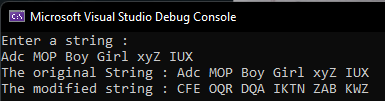 Microsoft Visual Studio Debug Console
Enter a string :
Adc MOP Boy Girl xyZ IUX
The original String : Adc MOP Boy Girl xyZ IUX
The modified string : CFE OQR DQA IKTN ZAB KWZ